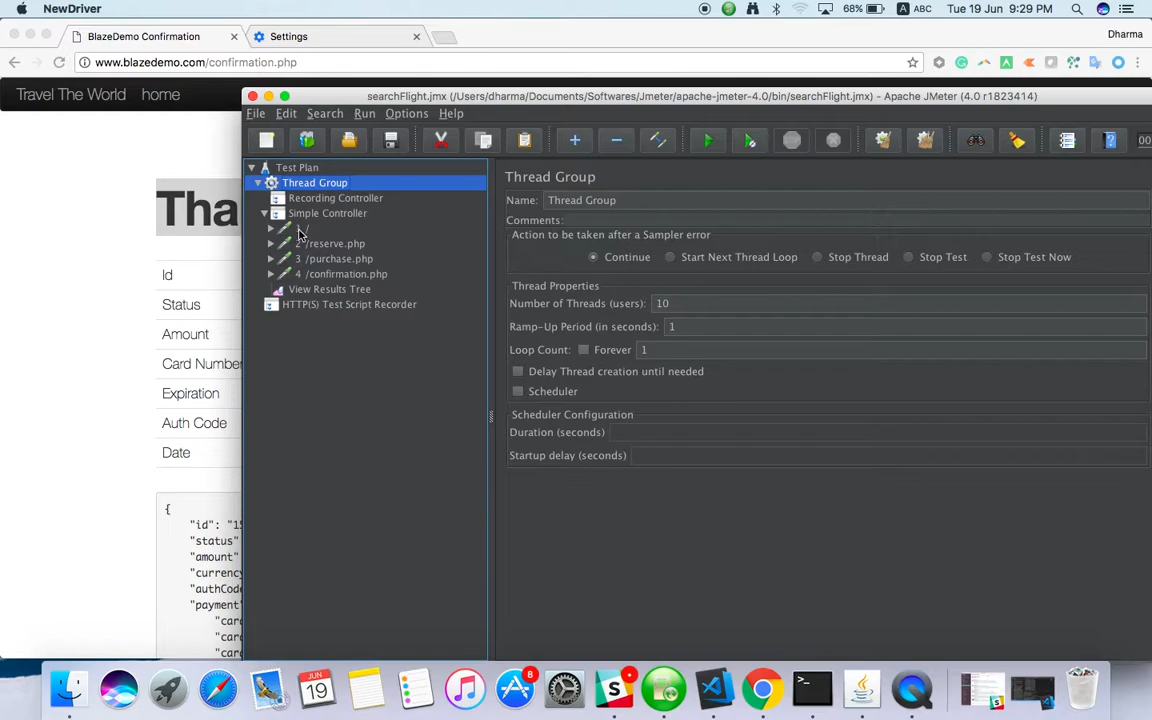 NewDriver
68%
A
ABC
Tue 19 Jun 9:29 PM
BlazeDemo Confirmation
Settings
Dharma
www.blazedemo.com/confirmation.php
Travel The World
home
searchFlight.jmx (/Users/dharma/Documents/Softwares/Jmeter/apache-jmeter-4.0/bin/searchFlight.jmx) - Apache JMeter (4.0 r1823414)
File
Edit
Search
Run
Options
Help
00
Test Plan
Thread Group
Recording Controller
Simple Controller
/
2 /reserve.php
3 /purchase.php
4 /confirmation.php
View Results Tree
HTTP(S) Test Script Recorder
Thread Group
Name: Thread Group
Comments:
Action to be taken after a Sampler error
Continue
Start Next Thread Loop
Stop Thread
Stop Test
Stop Test Now
Thread Properties
Number of Threads (users): 10
Ramp-Up Period (in seconds): 1
Loop Count: Forever 1
Delay Thread creation until needed
Scheduler
Scheduler Configuration
Duration (seconds)
Startup delay (seconds)
Tha
Id
Status
Amount
Card Number
Expiration
Auth Code
Date
{
"id": "15
"status"
"amount"
"currency
"authCode
"payment"
"car
"car
"car
8
JUN
19